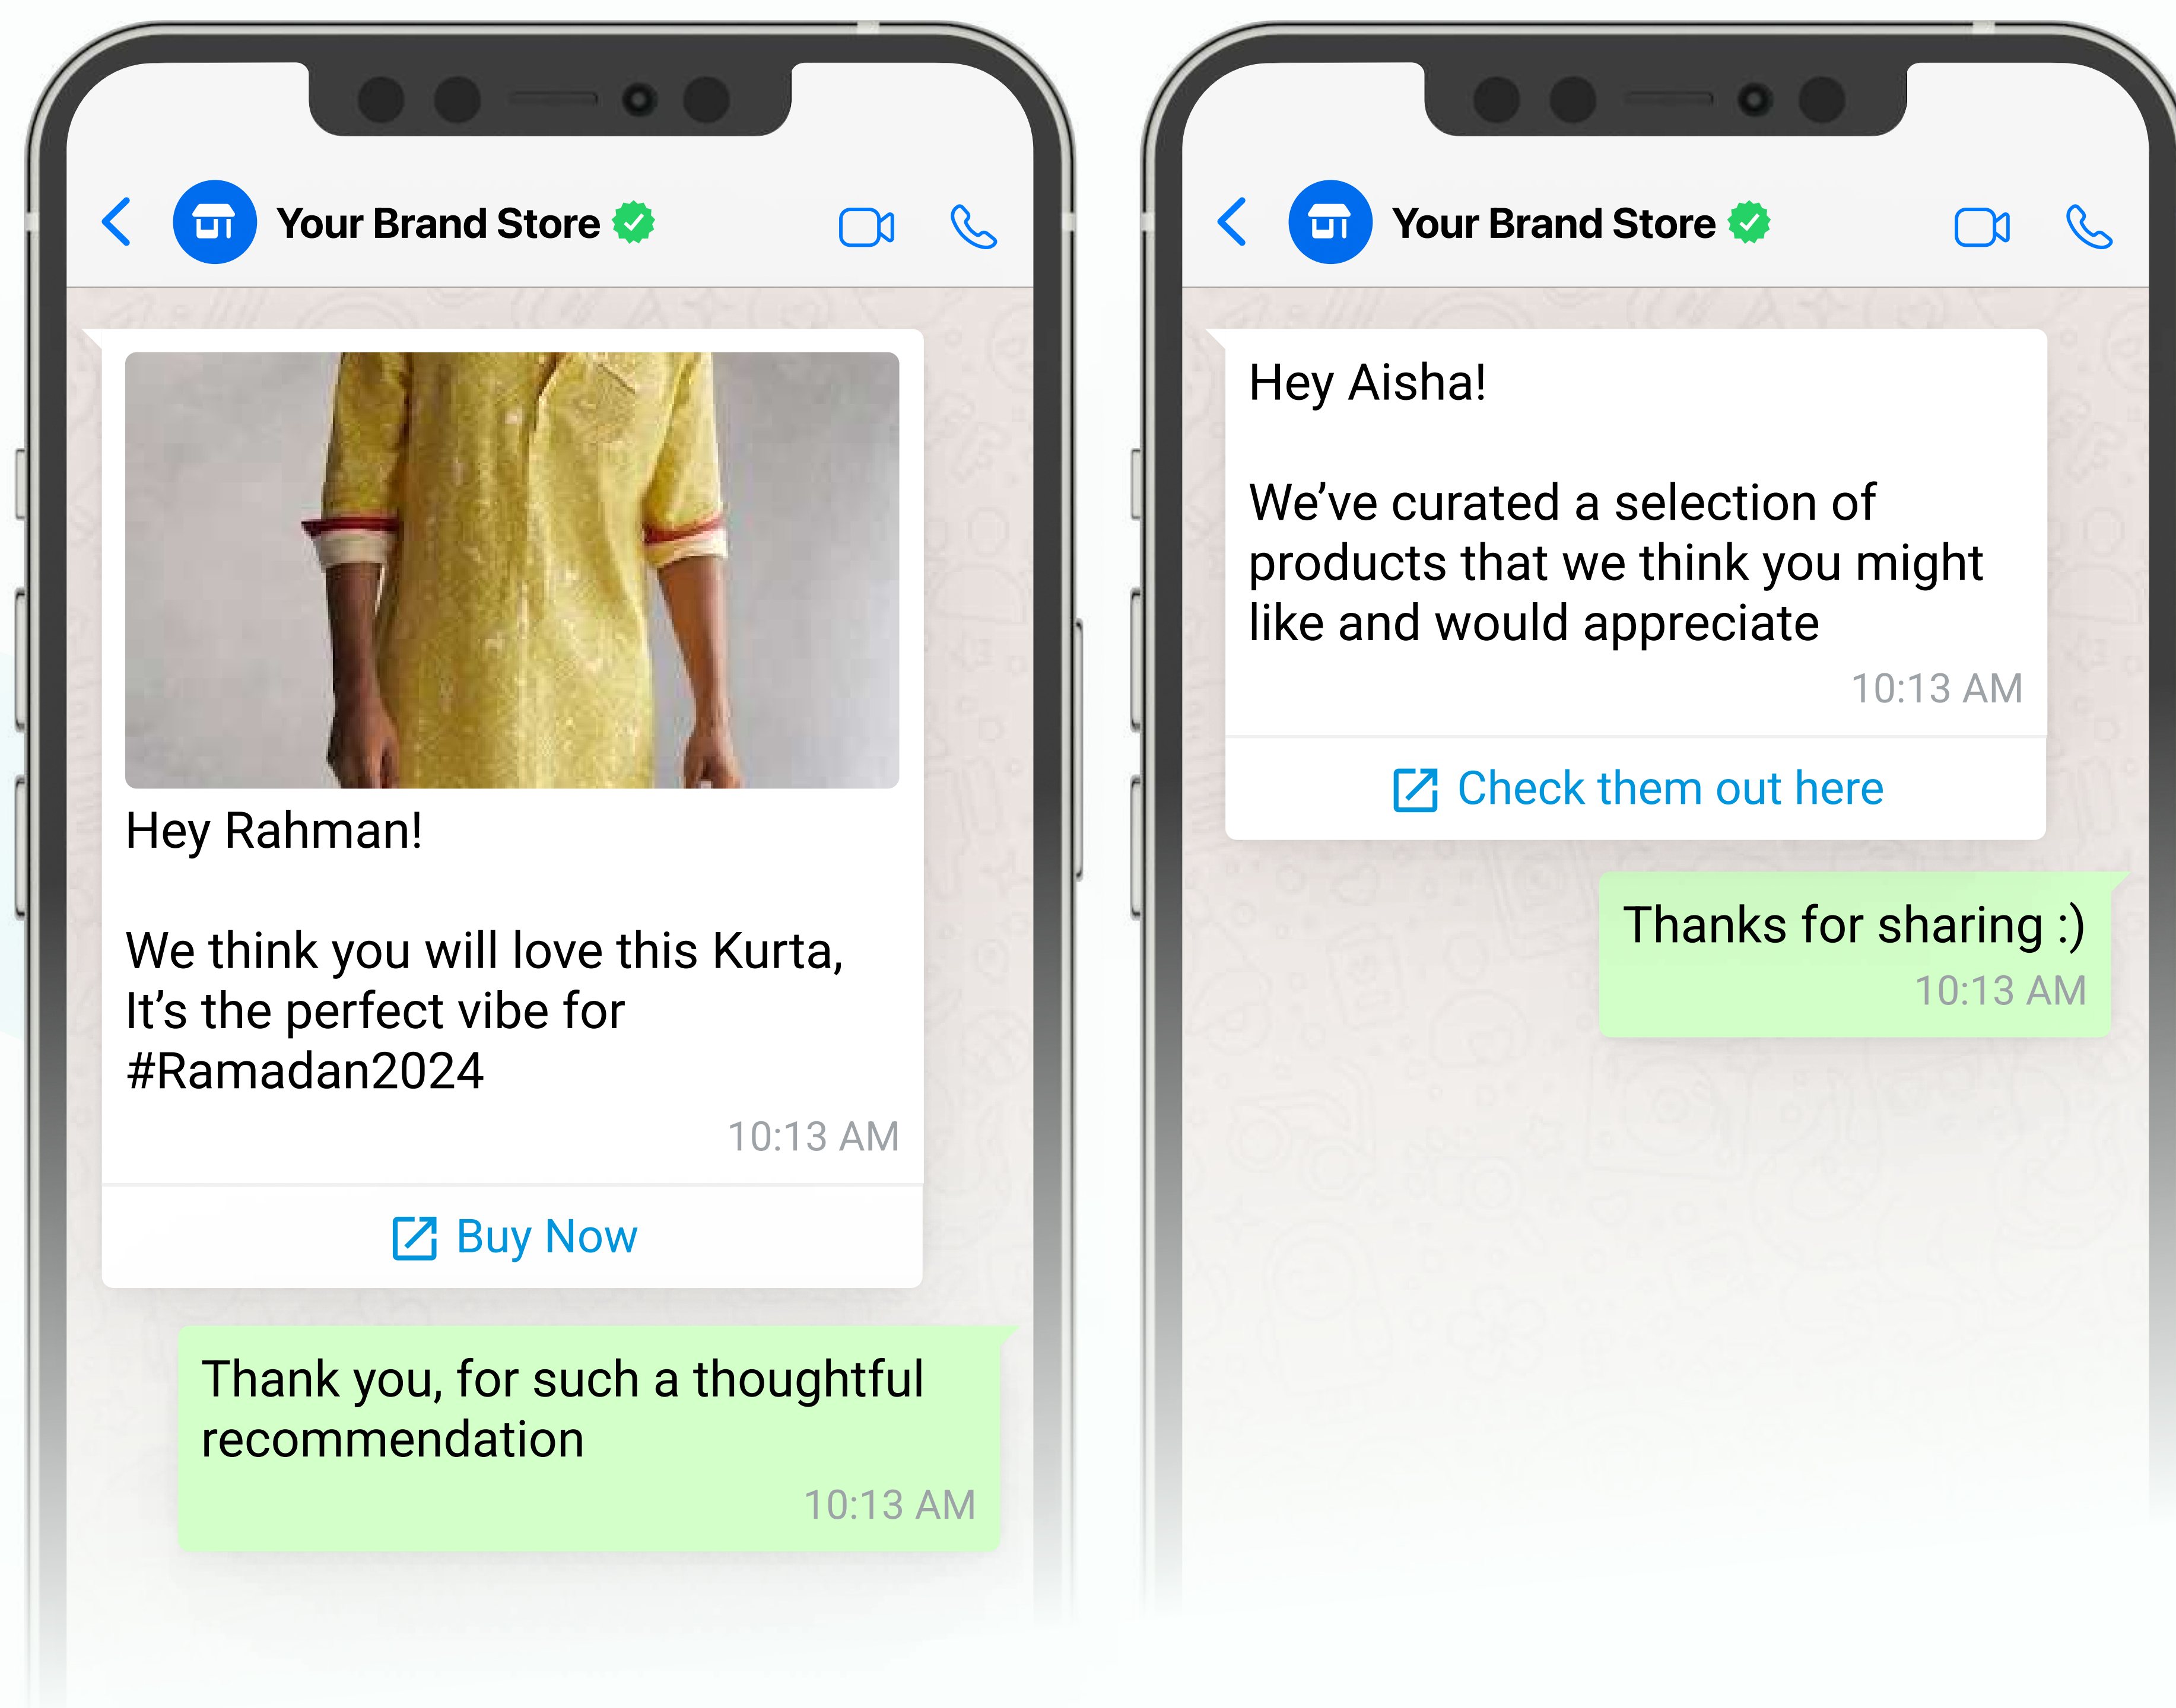 Your Brand Store
Hey Rahman!
We think you will love this Kurta,
It’s the perfect vibe for
#Ramadan2024
10:13 AM
Buy Now
Thank you, for such a thoughtful
recommendation
10:13 AM
Your Brand Store
Hey Aisha!
We’ve curated a selection of
products that we think you might
like and would appreciate
10:13 AM
Check them out here
Thanks for sharing :)
10:13 AM